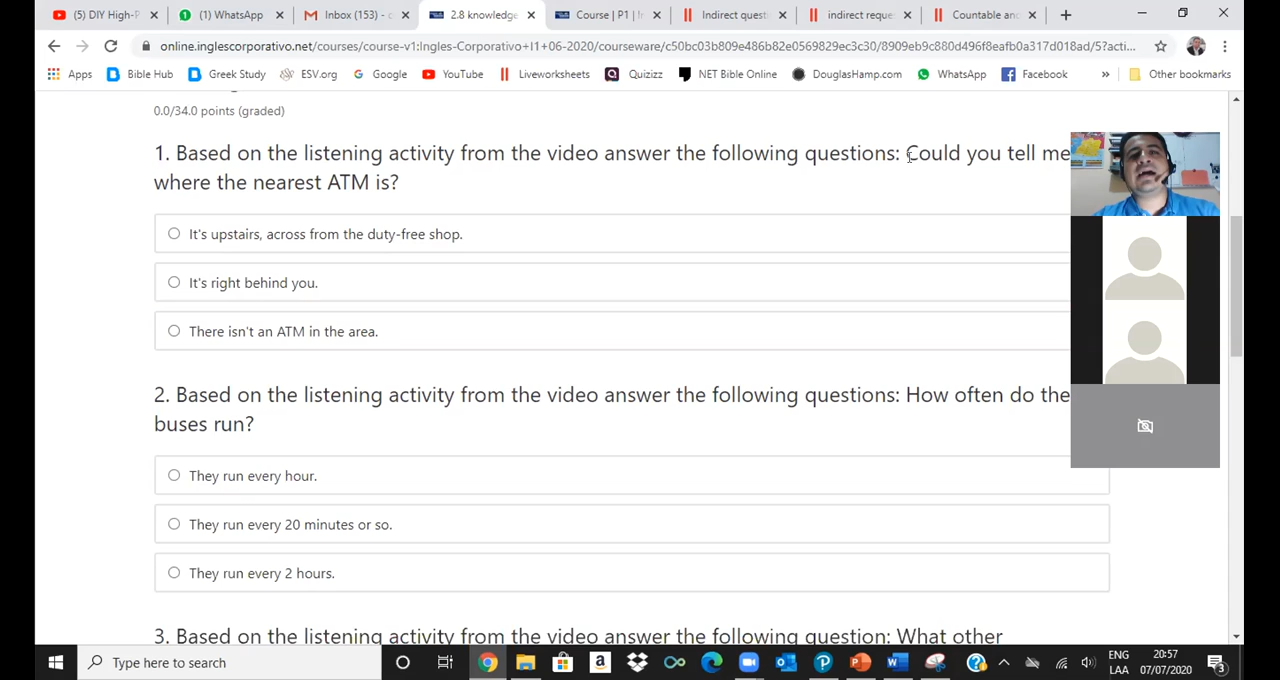 (5) DIY High-P
(1) WhatsApp
Inbox (153) - c
2.8 knowledge
Course | P1 | I
Indirect questi
indirect reque
Countable an
online.inglescorporativo.net/courses/course-v1:Ingles-Corporativo+I1+06-2020/courseware/c50bc03b809e486b82e0569829ec3c30/8909eb9c880d496f8eafb0a317d018ad/5?acti...
Apps
Bible Hub
Greek Study
ESV.org
Google
YouTube
Liveworksheets
Quizizz
NET Bible Online
DouglasHamp.com
WhatsApp
Facebook
»
Other bookmarks
0.0/34.0 points (graded)
1. Based on the listening activity from the video answer the following questions: Could you tell me
where the nearest ATM is?
It's upstairs, across from the duty-free shop.
It's right behind you.
There isn't an ATM in the area.
2. Based on the listening activity from the video answer the following questions: How often do the
buses run?
They run every hour.
They run every 20 minutes or so.
They run every 2 hours.
3. Based on the listening activity from the video answer the following question: What other
Type here to search
ENG
LAA
20:57
07/07/2020
3